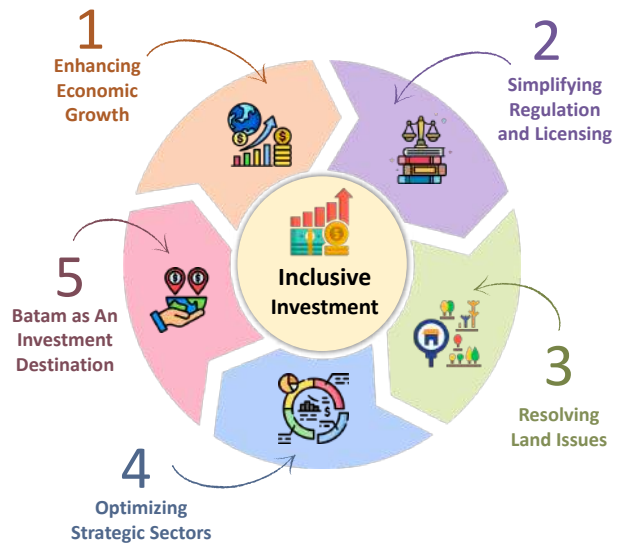 1
Enhancing
Economic
Growth
2
Simplifying
Regulation
and Licensing
Inclusive
Investment
3
Resolving
Land Issues
4
Optimizing
Strategic Sectors
5
Batam as An
Investment
Destination